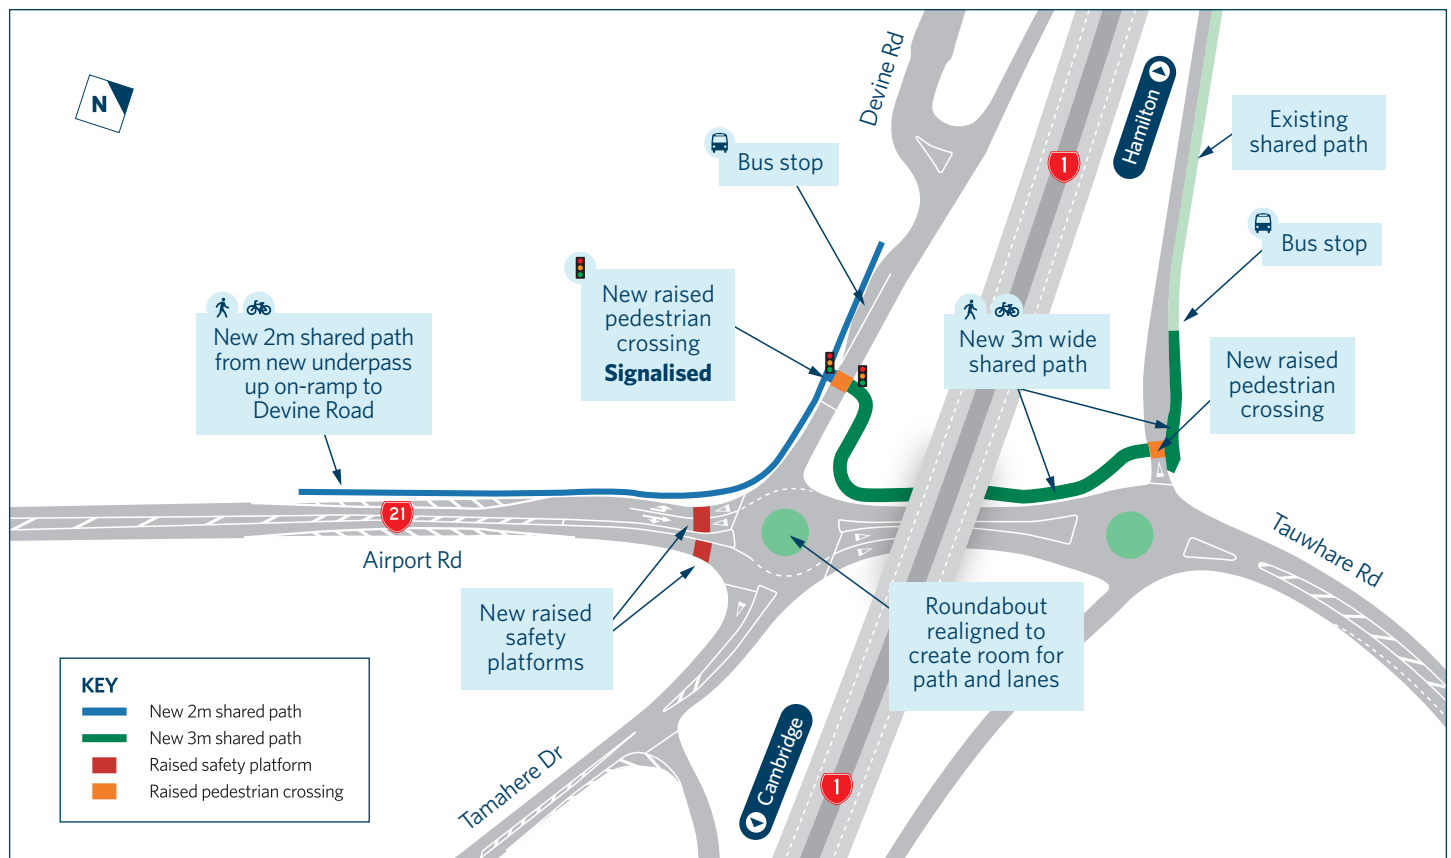 N
Devine Rd
Hamilton
1
Existing
shared path
Bus stop
Bus stop
New raised
pedestrian
crossing
Signalised
New 2m shared path
from new underpass
up on-ramp to
Devine Road
New 3m wide
shared path
New raised
pedestrian
crossing
21
Airport Rd
Tauwhare Rd
New raised
safety
platforms
Roundabout
realigned to
create room for
path and lanes
Cambridge
1
Tamahere Dr
KEY
New 2m shared path
New 3m shared path
Raised safety platform
Raised pedestrian crossing